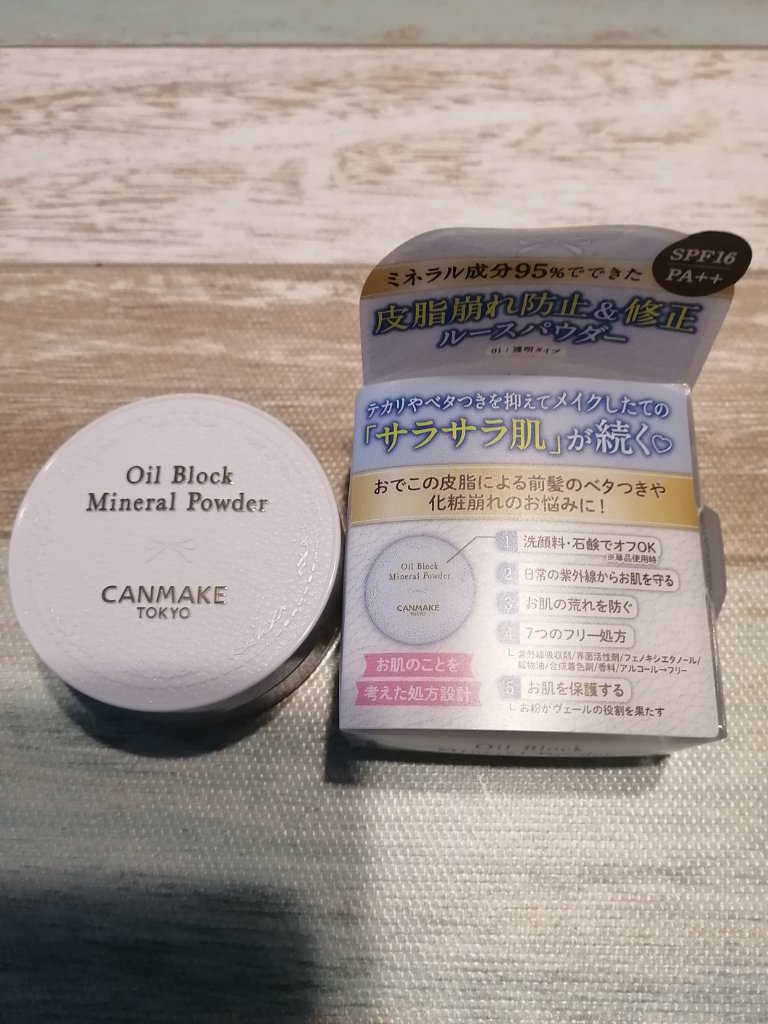 Oil Block
Mineral Powder
CANMAKE
TOKYO
SPF16
PA++
ミネラル成分95%でできた
皮脂崩れ防止&修正
ルースパウダー
01 | 透明タイプ
テカリやベタつきを抑えてメイクしたての
「サラサラ肌」が続く♡
おでこの皮脂による前髪のベタつきや
化粧崩れのお悩みに!
Oil Block
Mineral Powder
CANMAKE
TOKYO
お肌のことを
考えた処方設計
1 洗顔料・石鹸でオフOK
※単品使用時
2 日常の紫外線からお肌を守る
3 お肌の荒れを防ぐ
4 7つのフリー処方
紫外線吸収剤/界面活性剤/フェノキシエタノール/
鉱物油/合成着色剤/香料/アルコール→フリー
5 お肌を保護する
お粉がヴェールの役割を果たす
Oil Block
Mineral Powder